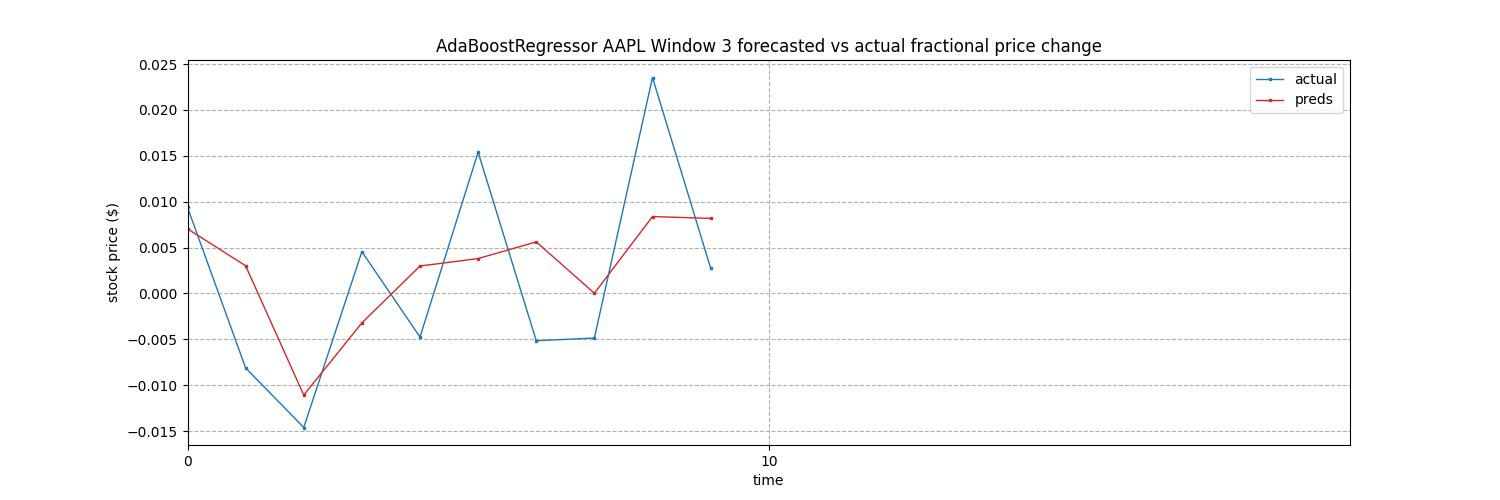 AdaBoostRegressor AAPL Window 3 forecasted vs actual fractional price change
actual
preds
stock price ($)
0.025
0.020
0.015
0.010
0.005
0.000
−0.005
−0.010
−0.015
0
10
time